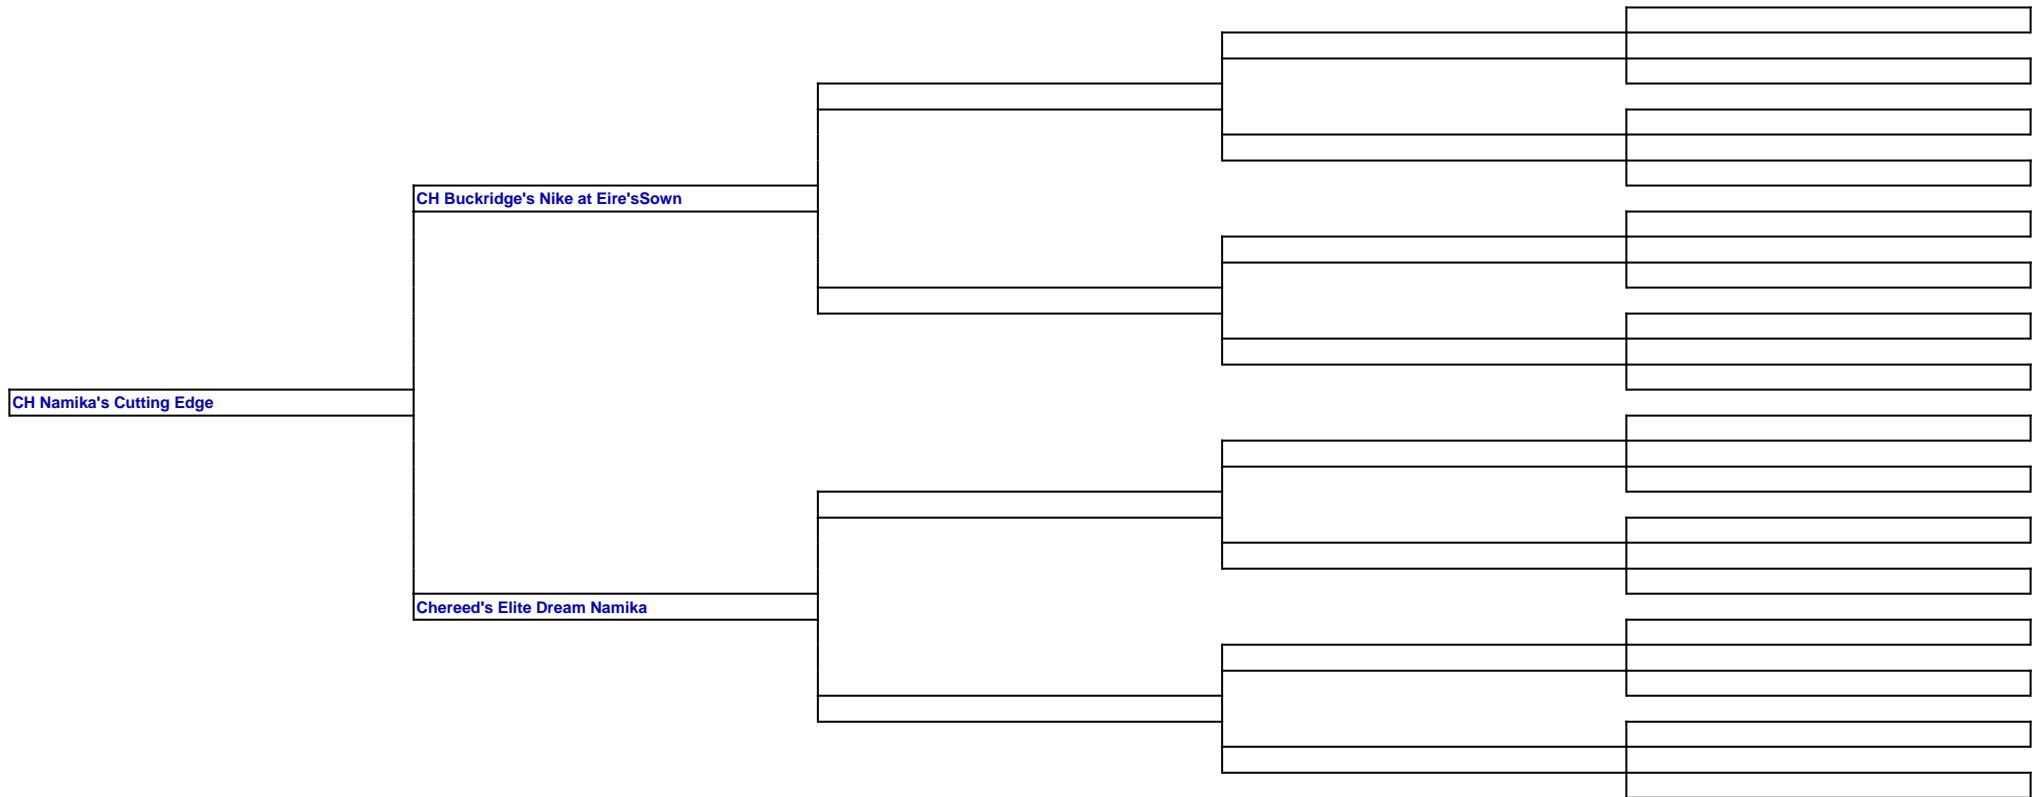 CH Buckridge's Nike at Eire'sSown
CH Namika's Cutting Edge
Chereed's Elite Dream Namika